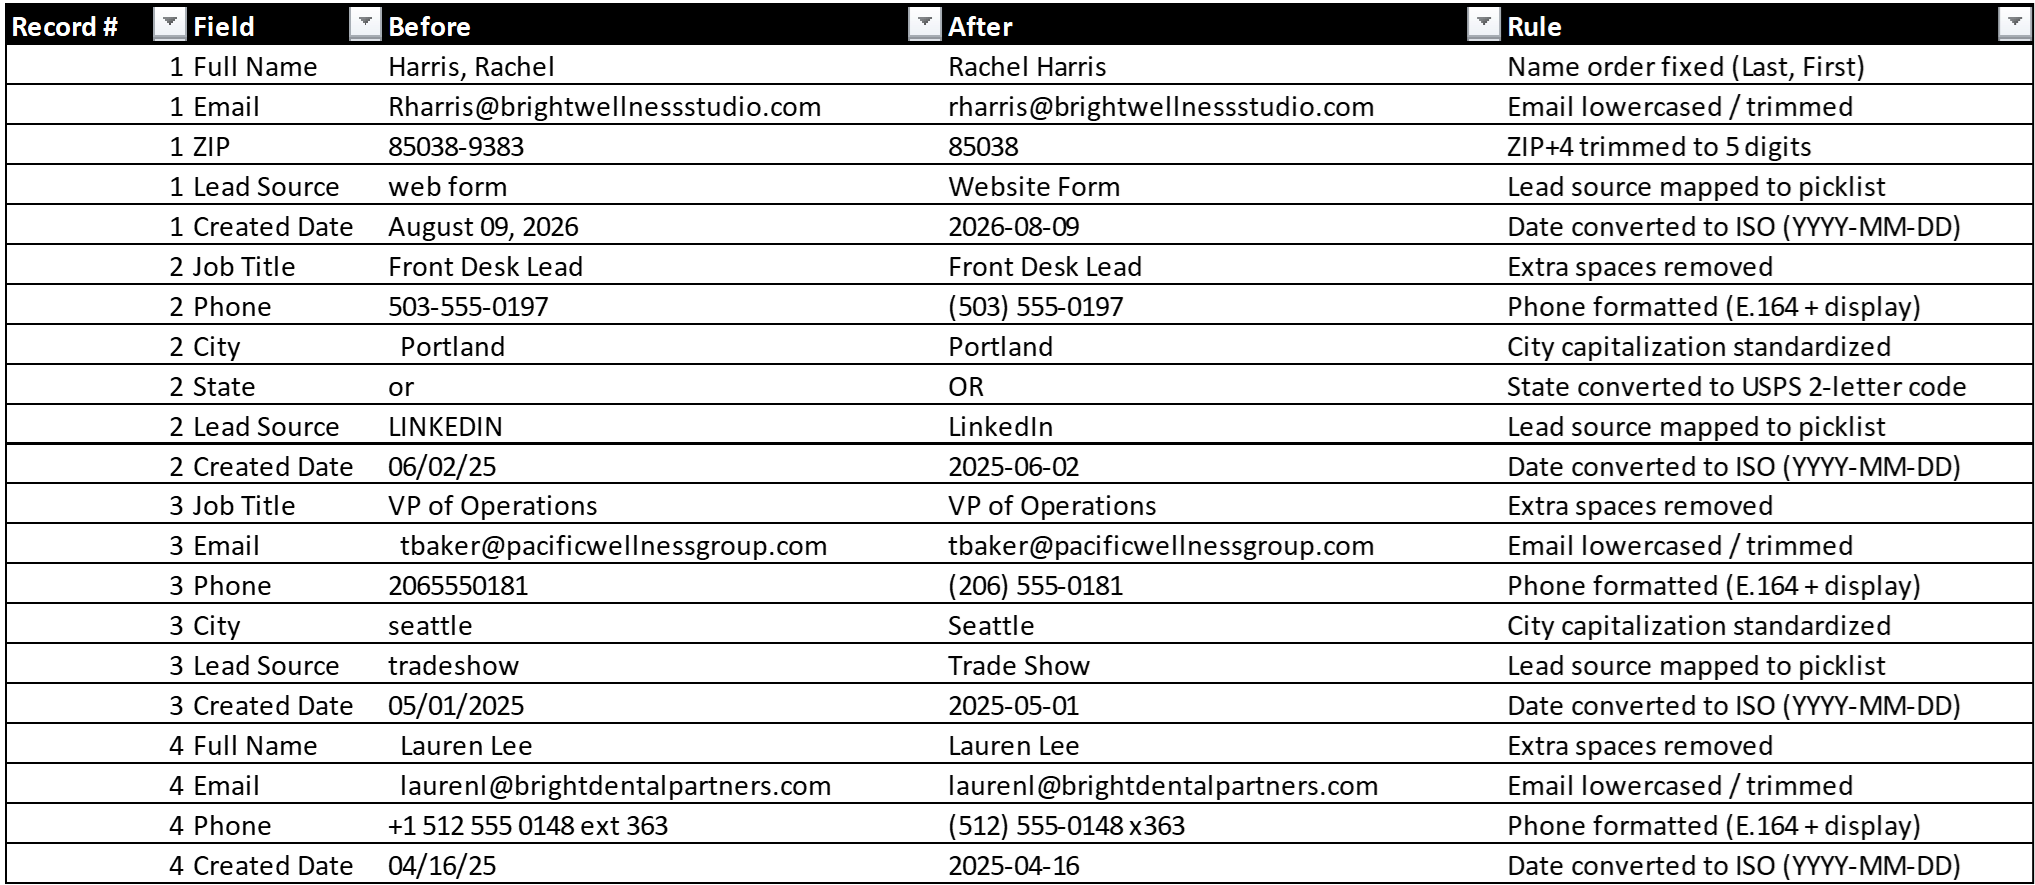 Record # Field Before After Rule
1 Full Name Harris, Rachel Rachel Harris Name order fixed (Last, First)
1 Email Rharris@brightwellnessstudio.com rharris@brightwellnessstudio.com Email lowercased / trimmed
1 ZIP 85038-9383 85038 ZIP+4 trimmed to 5 digits
1 Lead Source web form Website Form Lead source mapped to picklist
1 Created Date August 09, 2026 2026-08-09 Date converted to ISO (YYYY-MM-DD)
2 Job Title Front Desk Lead Front Desk Lead Extra spaces removed
2 Phone 503-555-0197 (503) 555-0197 Phone formatted (E.164 + display)
2 City Portland Portland City capitalization standardized
2 State or OR State converted to USPS 2-letter code
2 Lead Source LINKEDIN LinkedIn Lead source mapped to picklist
2 Created Date 06/02/25 2025-06-02 Date converted to ISO (YYYY-MM-DD)
3 Job Title VP of Operations VP of Operations Extra spaces removed
3 Email tbaker@pacificwellnessgroup.com tbaker@pacificwellnessgroup.com Email lowercased / trimmed
3 Phone 2065550181 (206) 555-0181 Phone formatted (E.164 + display)
3 City seattle Seattle City capitalization standardized
3 Lead Source tradeshow Trade Show Lead source mapped to picklist
3 Created Date 05/01/2025 2025-05-01 Date converted to ISO (YYYY-MM-DD)
4 Full Name Lauren Lee Lauren Lee Extra spaces removed
4 Email laurenl@brightdentalpartners.com laurenl@brightdentalpartners.com Email lowercased / trimmed
4 Phone +1 512 555 0148 ext 363 (512) 555-0148 x363 Phone formatted (E.164 + display)
4 Created Date 04/16/25 2025-04-16 Date converted to ISO (YYYY-MM-DD)